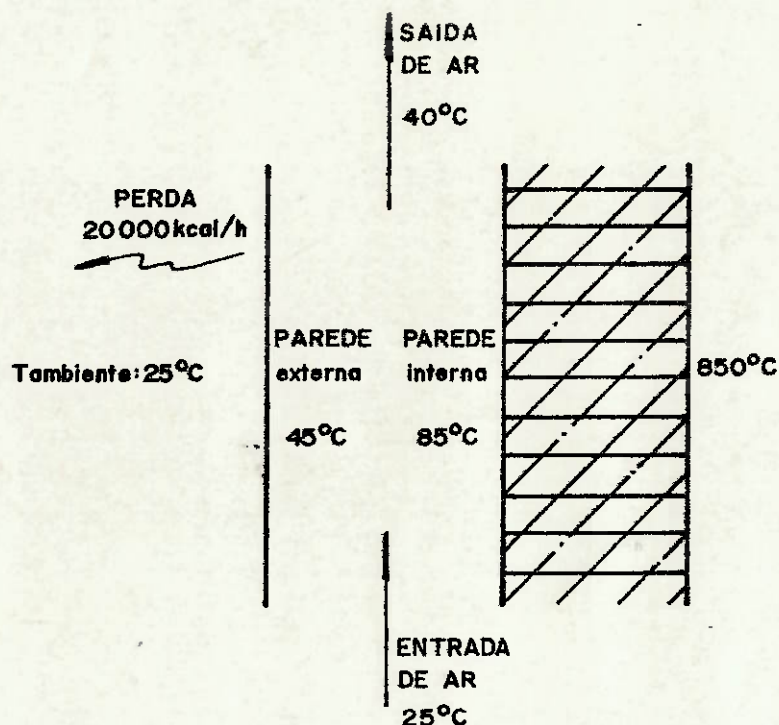 SAIDA
DE AR
40°C
PERDA
20000kcal/h
Tambiente:25°C
PAREDE
externa
45°C
PAREDE
interna
85°C
850°C
ENTRADA
DE AR
25°C